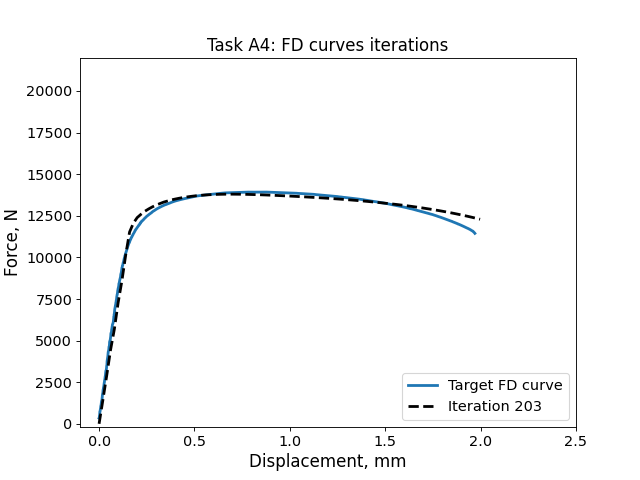 Task A4: FD curves iterations
Force, N
20000
17500
15000
12500
10000
7500
5000
2500
0
0.0 0.5 1.0 1.5 2.0 2.5
Displacement, mm
Target FD curve
Iteration 203